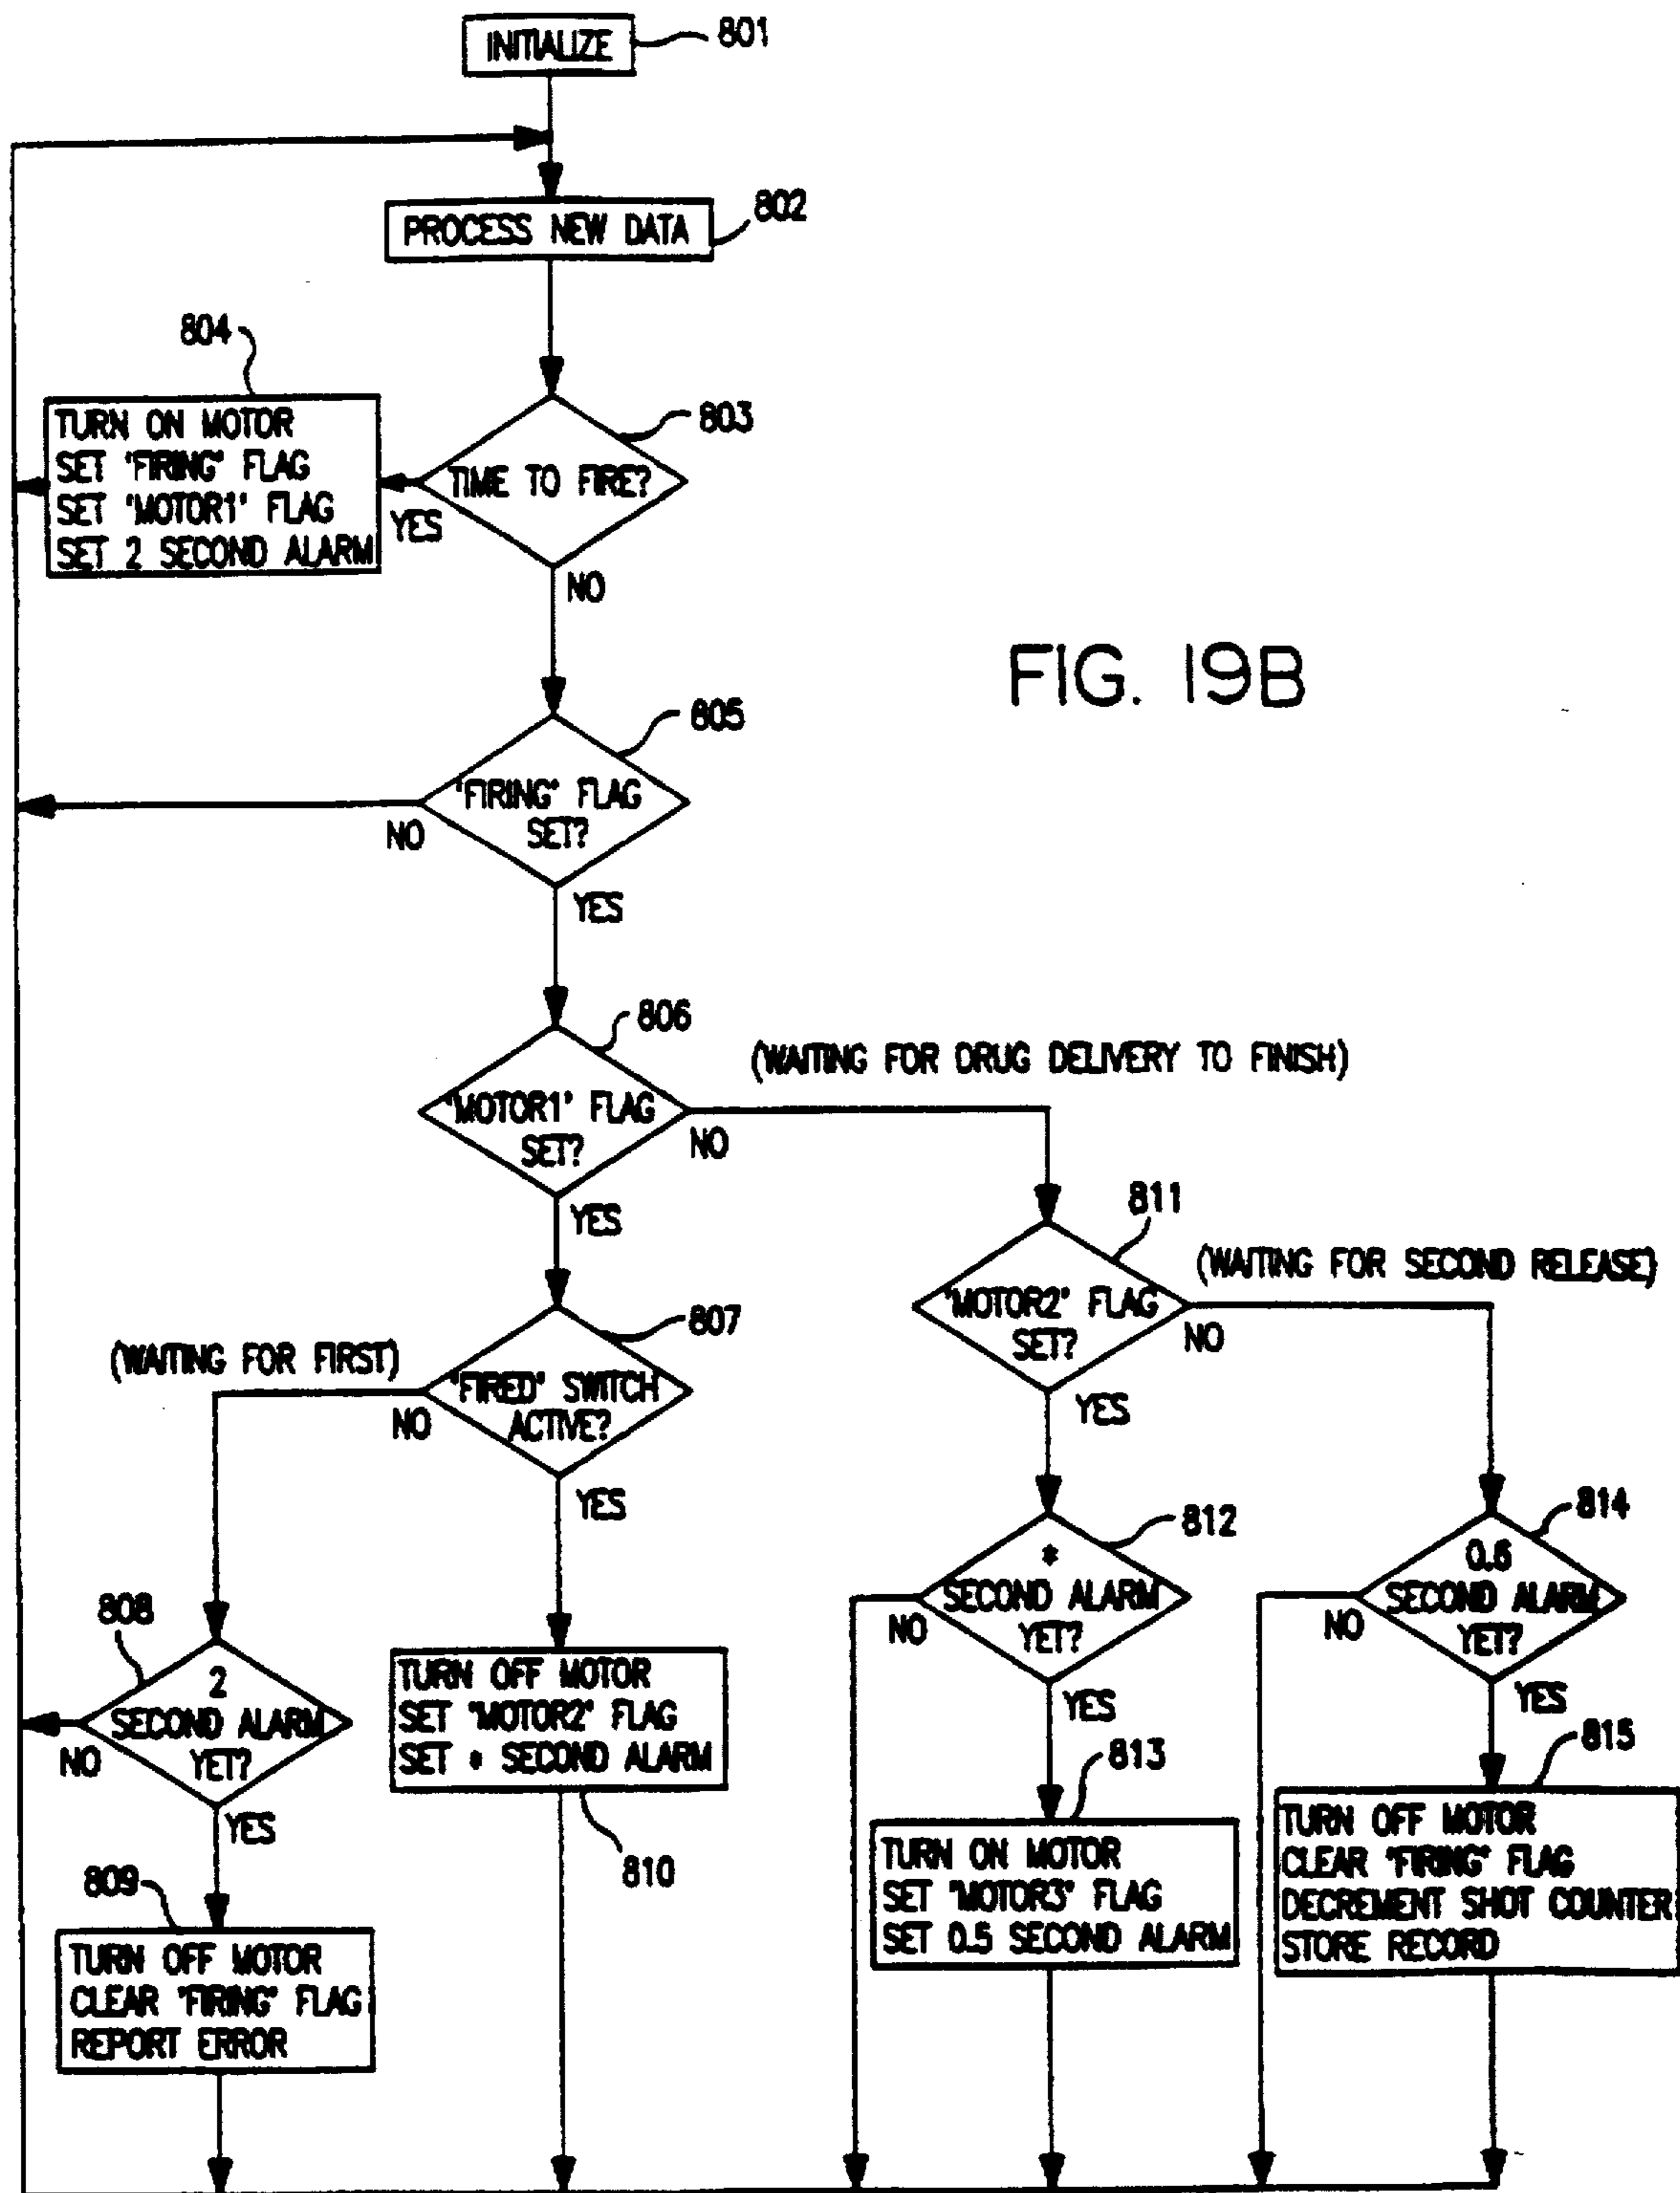 INITIALIZE
801
PROCESS NEW DATA
802
804
TURN ON MOTOR
SET "FIRING" FLAG
SET "MOTOR1" FLAG
SET 2 SECOND ALARM
803
TIME TO FIRE?
YES
NO
FIG. 19B
805
"FIRING" FLAG
SET?
NO
YES
806
"MOTOR1" FLAG
SET?
(WAITING FOR DRUG DELIVERY TO FINISH)
NO
YES
811
"MOTOR2" FLAG
SET?
(WAITING FOR SECOND RELEASE)
NO
YES
(WAITING FOR FIRST)
807
"FIRED" SWITCH
ACTIVE?
NO
YES
812
*
SECOND ALARM
YET?
NO
YES
814
0.5
SECOND ALARM
YET?
NO
YES
808
2
SECOND ALARM
YET?
NO
YES
TURN OFF MOTOR
SET "MOTOR2" FLAG
SET * SECOND ALARM
810
813
TURN ON MOTOR
SET "MOTOR3" FLAG
SET 0.5 SECOND ALARM
815
TURN OFF MOTOR
CLEAR "FIRING" FLAG
DECREMENT SHOT COUNTER
STORE RECORD
809
TURN OFF MOTOR
CLEAR "FIRING" FLAG
REPORT ERROR